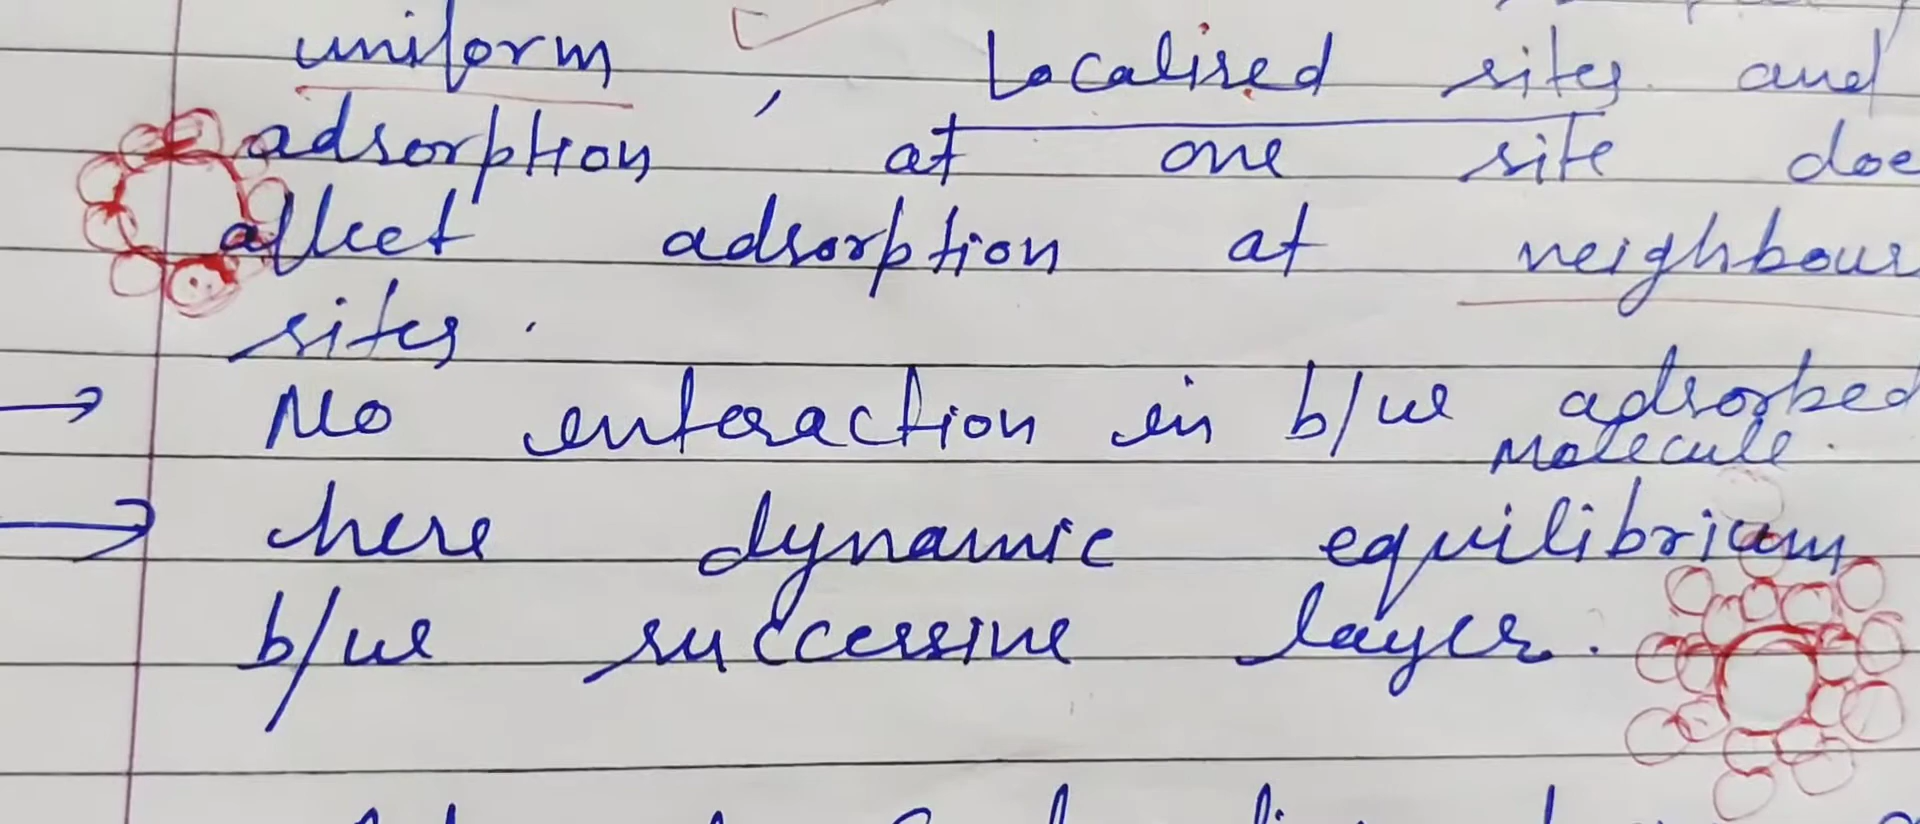 uniform , Localised sites and
adsorption at one site doe
affect adsorption at neighbour
sites.
→ No interaction in b/w adsorbed
molecule.
→ here dynamic equilibrium
b/w successive layer.